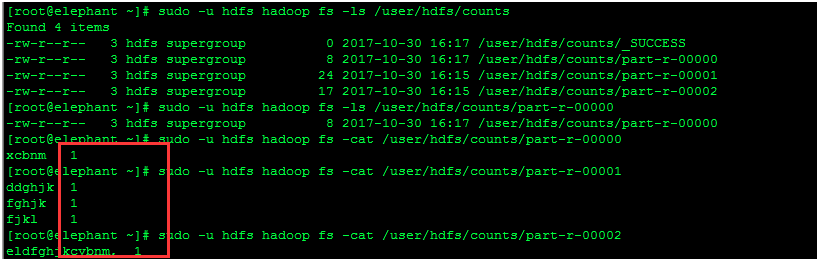 [root@elephant ~]# sudo -u hdfs hadoop fs -ls /user/hdfs/counts
Found 4 items
-rw-r--r-- 3 hdfs supergroup 0 2017-10-30 16:17 /user/hdfs/counts/_SUCCESS
-rw-r--r-- 3 hdfs supergroup 8 2017-10-30 16:17 /user/hdfs/counts/part-r-00000
-rw-r--r-- 3 hdfs supergroup 24 2017-10-30 16:15 /user/hdfs/counts/part-r-00001
-rw-r--r-- 3 hdfs supergroup 17 2017-10-30 16:15 /user/hdfs/counts/part-r-00002
[root@elephant ~]# sudo -u hdfs hadoop fs -ls /user/hdfs/counts/part-r-00000
-rw-r--r-- 3 hdfs supergroup 8 2017-10-30 16:17 /user/hdfs/counts/part-r-00000
[root@elephant ~]# sudo -u hdfs hadoop fs -cat /user/hdfs/counts/part-r-00000
xcbnm 1
[root@elephant ~]# sudo -u hdfs hadoop fs -cat /user/hdfs/counts/part-r-00001
ddghjk 1
fghjk 1
fjkl 1
[root@elephant ~]# sudo -u hdfs hadoop fs -cat /user/hdfs/counts/part-r-00002
eldfghjkcvbnm, 1